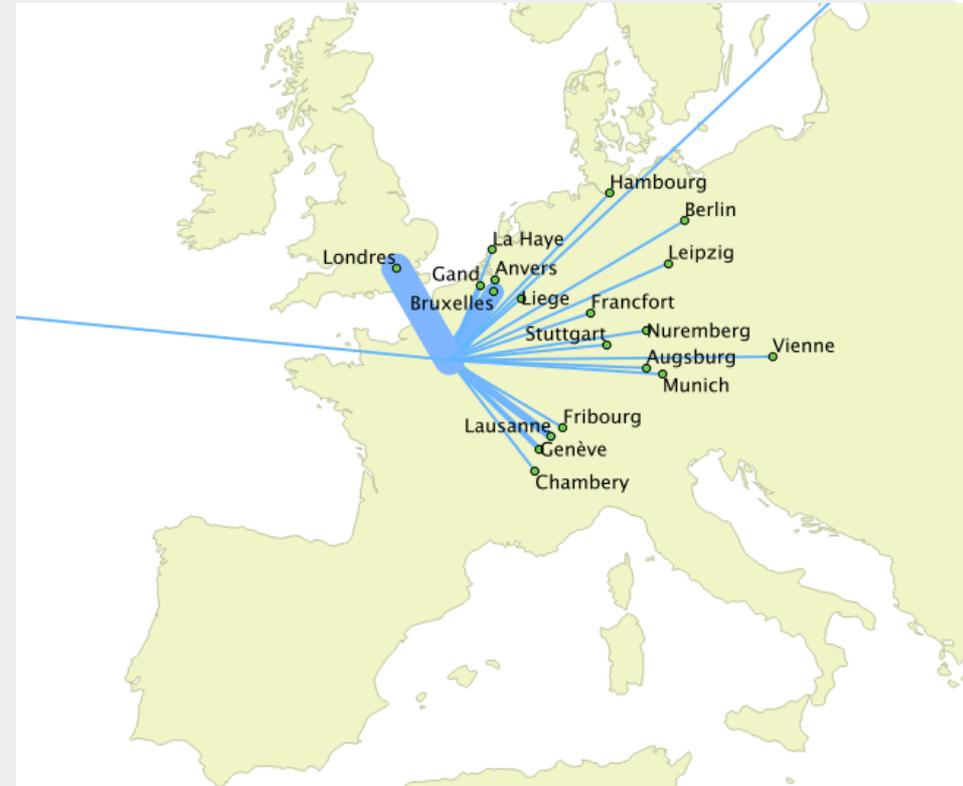 Hambourg
Berlin
La Haye
Londres
Leipzig
Gand
Anvers
Bruxelles
Liege
Francfort
Stuttgart
Nuremberg
Vienne
Augsburg
Munich
Fribourg
Lausanne
Genève
Chambery